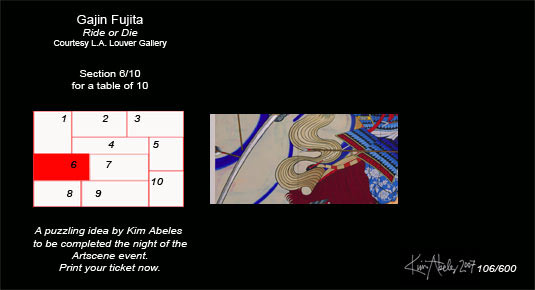 Gajin Fujita
Ride or Die
Courtesy L.A. Louver Gallery
Section 6/10
for a table of 10
1 2 3
4 5
6 7
8 9 10
A puzzling idea by Kim Abeles
to be completed the night of the
Artscene event.
Print your ticket now.
Kim Abeles 2007 106/600